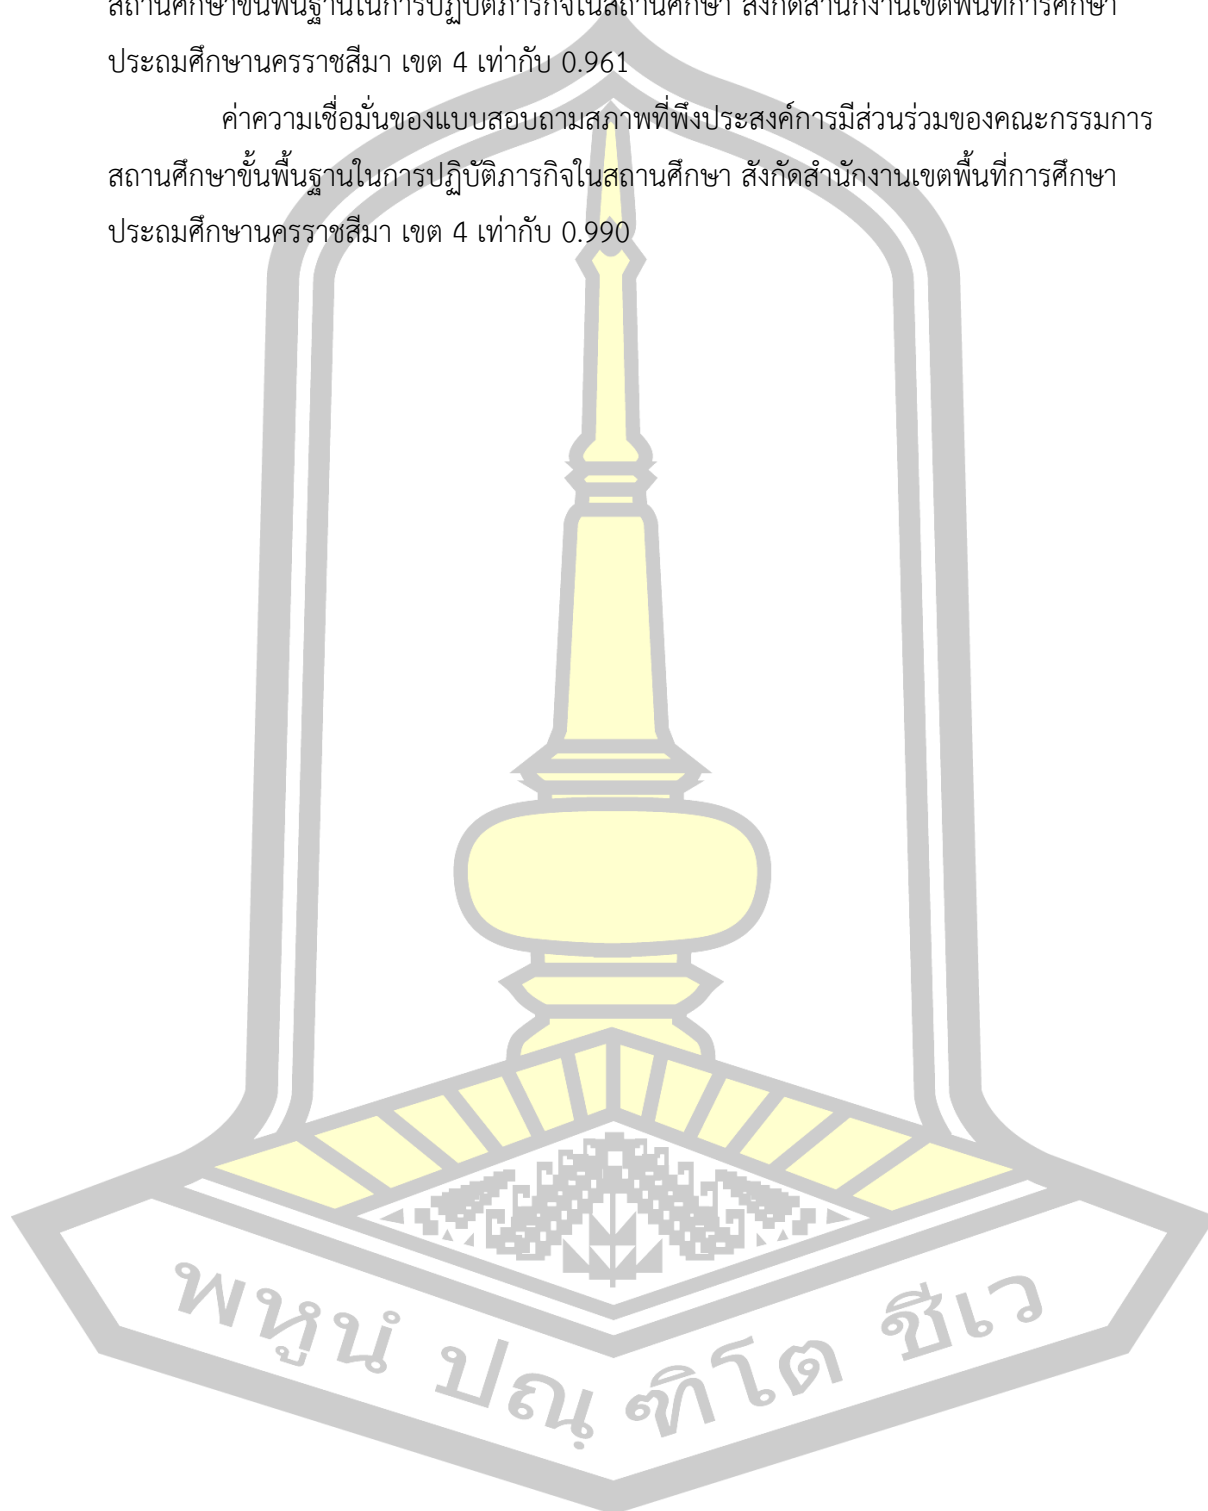 สถานศึกษาขั้นพื้นฐานในการปฏิบัติภารกิจในสถานศึกษา สังกัดสำนักงานเขตพื้นที่การศึกษา
ประถมศึกษานครราชสีมา เขต 4 เท่ากับ 0.961
ค่าความเชื่อมั่นของแบบสอบถามสภาพที่พึงประสงค์การมีส่วนร่วมของคณะกรรมการ
สถานศึกษาขั้นพื้นฐานในการปฏิบัติภารกิจในสถานศึกษา สังกัดสำนักงานเขตพื้นที่การศึกษา
ประถมศึกษานครราชสีมา เขต 4 เท่ากับ 0.990
พหูนํ ปณฺฑิโต ชีเว